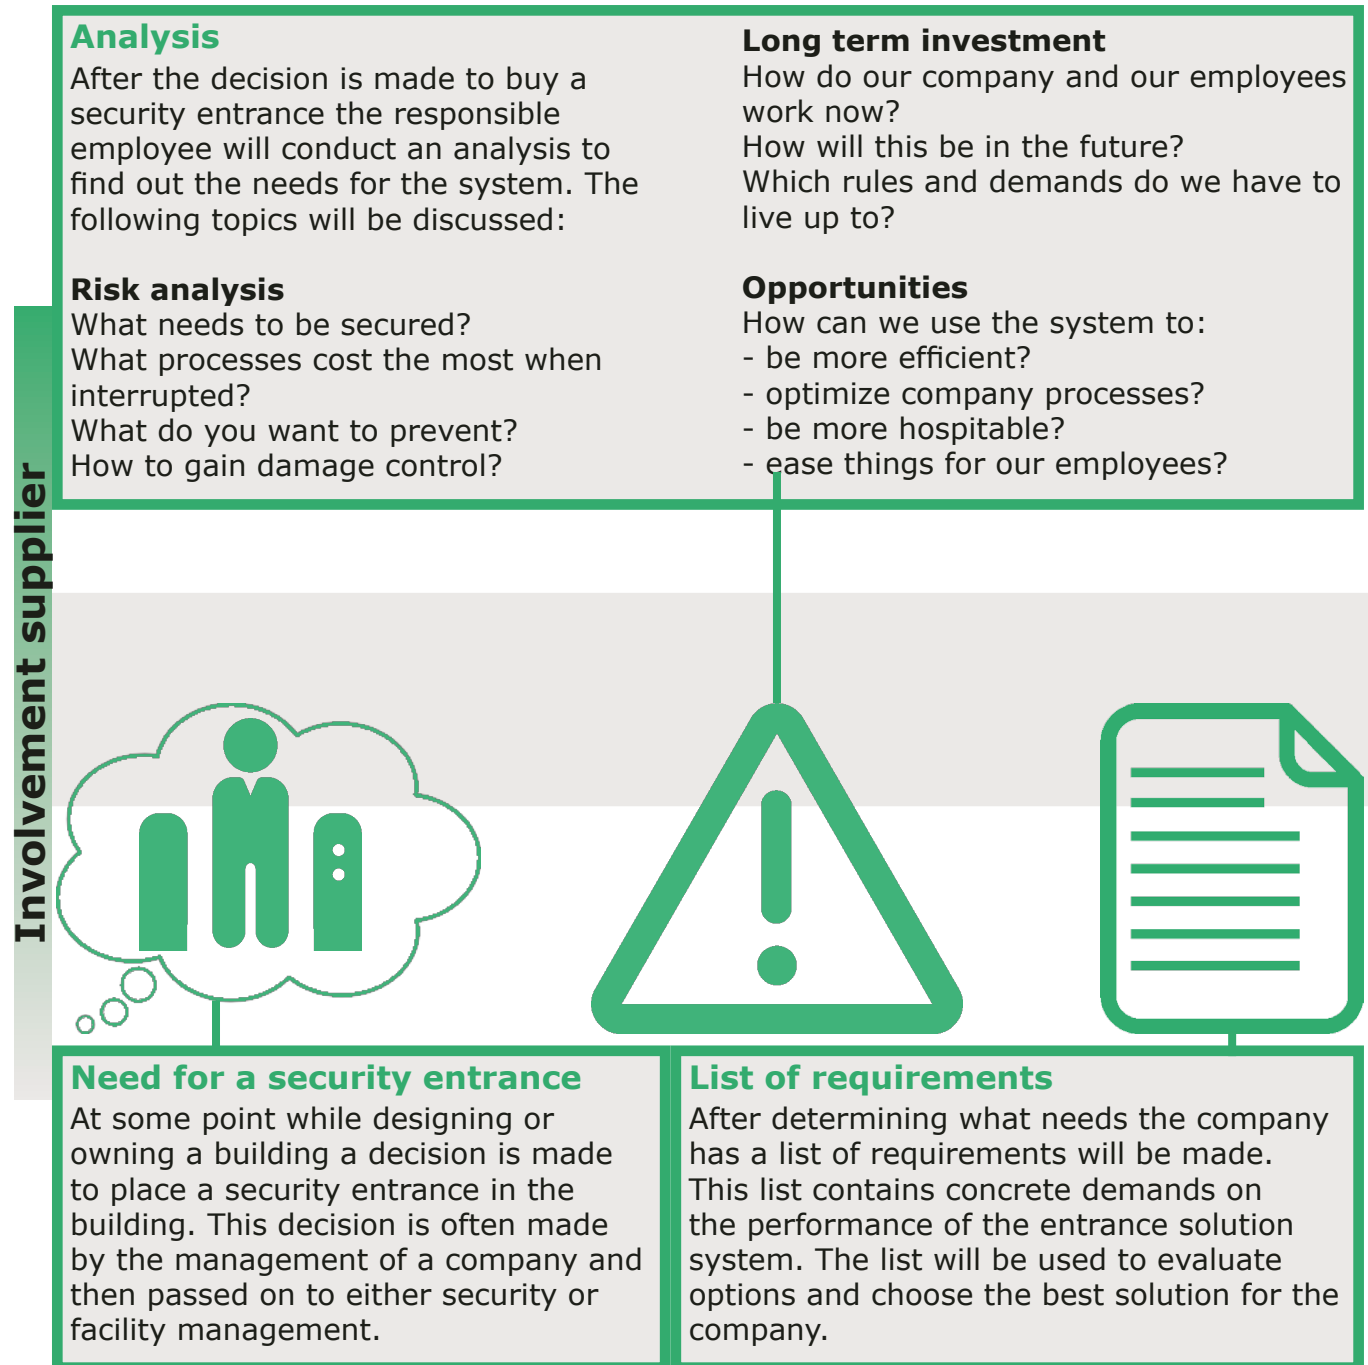 Analysis
After the decision is made to buy a
security entrance the responsible
employee will conduct an analysis to
find out the needs for the system. The
following topics will be discussed:
Risk analysis
What needs to be secured?
What processes cost the most when
interrupted?
What do you want to prevent?
How to gain damage control?
Long term investment
How do our company and our employees
work now?
How will this be in the future?
Which rules and demands do we have to
live up to?
Opportunities
How can we use the system to:
- be more efficient?
- optimize company processes?
- be more hospitable?
- ease things for our employees?
Involvement supplier
Need for a security entrance
At some point while designing or
owning a building a decision is made
to place a security entrance in the
building. This decision is often made
by the management of a company and
then passed on to either security or
facility management.
List of requirements
After determining what needs the company
has a list of requirements will be made.
This list contains concrete demands on
the performance of the entrance solution
system. The list will be used to evaluate
options and choose the best solution for the
company.